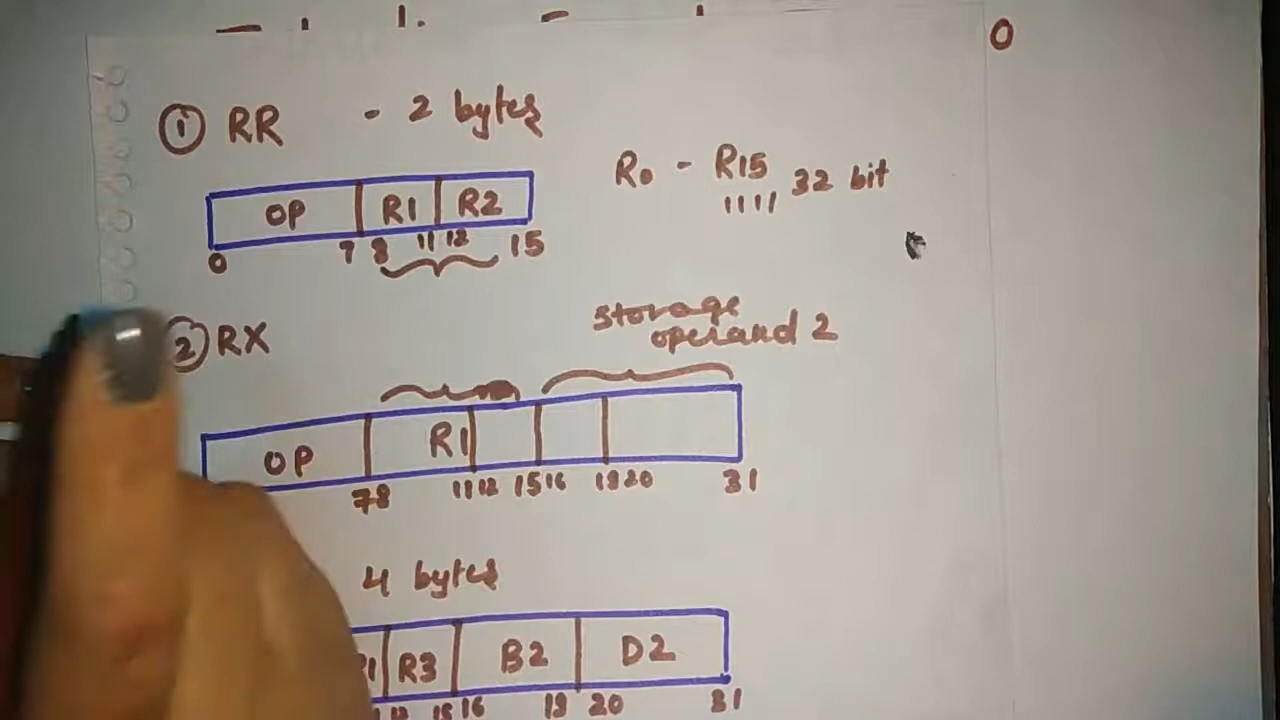 0
① RR - 2 bytes
R0 - R15 32 bit
1111
OP R1 R2
0 7 8 11 12 15
② RX
storage
operand 2
OP R1
7 8 11 12 15 16 19 20 31
4 bytes
R3 B2 D2
12 15 16 19 20 31